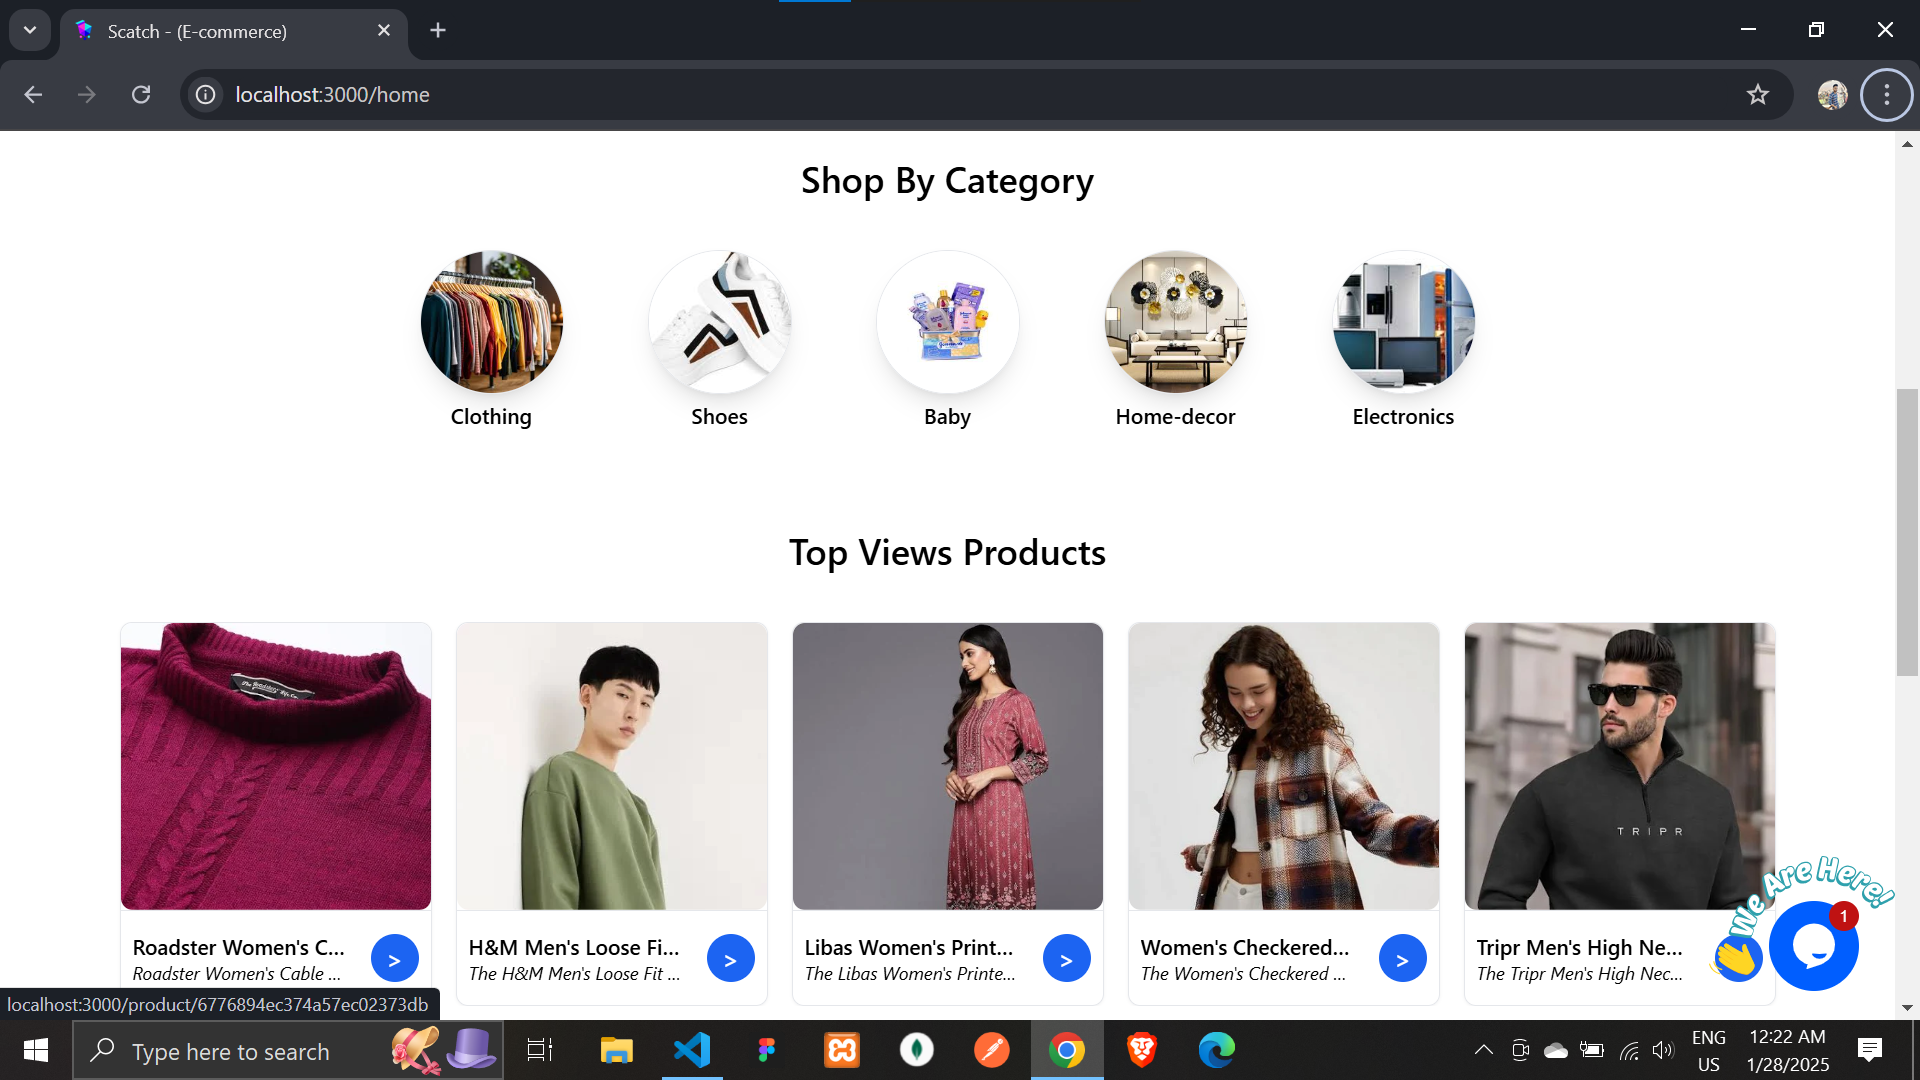 Scatch - (E-commerce)
localhost:3000/home
Shop By Category
Clothing
Shoes
Baby
Home-decor
Electronics
Top Views Products
TRIPR
We Are Here!
1
Roadster Women's C...
Roadster Women's Cable ...
>
H&M Men's Loose Fi...
The H&M Men's Loose Fit ...
>
Libas Women's Print...
The Libas Women's Printe...
>
Women's Checkered...
The Women's Checkered ...
>
Tripr Men's High Ne...
The Tripr Men's High Nec...
localhost:3000/product/6776894ec374a57ec02373db
Type here to search
ENG
US
12:22 AM
1/28/2025